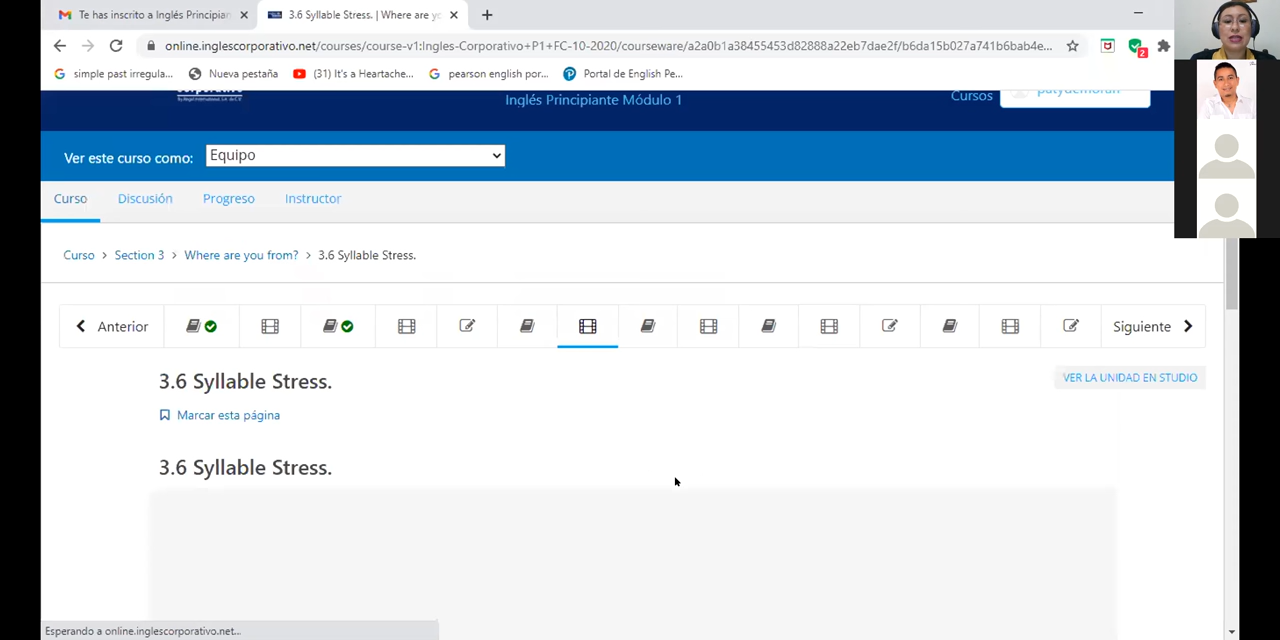 Te has inscrito a Inglés Principian
3.6 Syllable Stress. | Where are yo
online.inglescorporativo.net/courses/course-v1:Ingles-Corporativo+P1+FC-10-2020/courseware/a2a0b1a38455453d82888a22eb7dae2f/b6da15b027a741b6bab4e...
2
simple past irregula...
Nueva pestaña
(31) It's a Heartache...
pearson english por...
Portal de English Pe...
Inglés Principiante Módulo 1
Cursos
patydemoran
Ver este curso como:
Equipo
Curso
Discusión
Progreso
Instructor
Curso > Section 3 > Where are you from? > 3.6 Syllable Stress.
Anterior
Siguiente
3.6 Syllable Stress.
VER LA UNIDAD EN STUDIO
Marcar esta página
3.6 Syllable Stress.
Esperando a online.inglescorporativo.net...